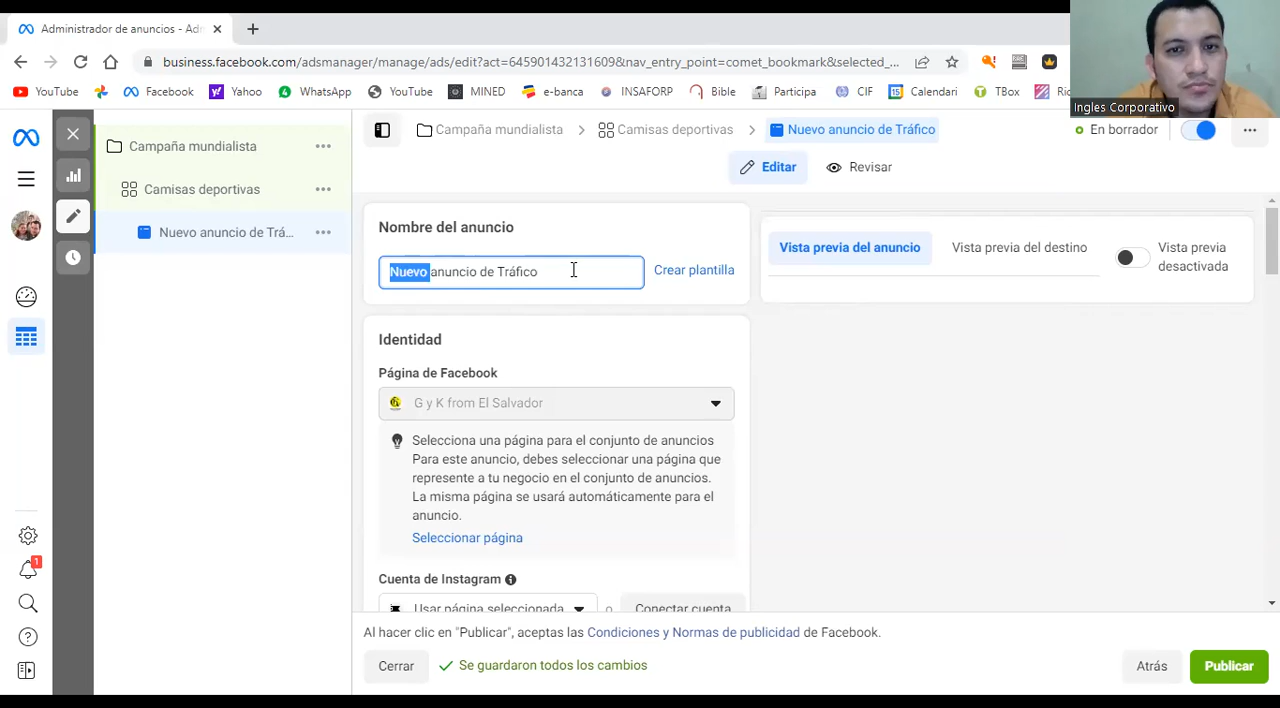 Administrador de anuncios - Adn
business.facebook.com/adsmanager/manage/ads/edit?act=645901432131609&nav_entry_point=comet_bookmark&selected_...
YouTube
Facebook
Yahoo
WhatsApp
YouTube
MINED
e-banca
INSAFORP
Bible
Participa
CIF
Calendari
TBox
Ingles Corporativo
Campaña mundialista
Camisas deportivas
Nuevo anuncio de Trá...
Campaña mundialista
Camisas deportivas
Nuevo anuncio de Tráfico
En borrador
Editar
Revisar
Nombre del anuncio
Nuevo anuncio de Tráfico
Crear plantilla
Vista previa del anuncio
Vista previa del destino
Vista previa
desactivada
Identidad
Página de Facebook
G y K from El Salvador
Selecciona una página para el conjunto de anuncios
Para este anuncio, debes seleccionar una página que
represente a tu negocio en el conjunto de anuncios.
La misma página se usará automáticamente para el
anuncio.
Seleccionar página
Cuenta de Instagram
Usar página seleccionada
o
Conectar cuenta
1
Al hacer clic en "Publicar", aceptas las Condiciones y Normas de publicidad de Facebook.
Cerrar
Se guardaron todos los cambios
Atrás
Publicar